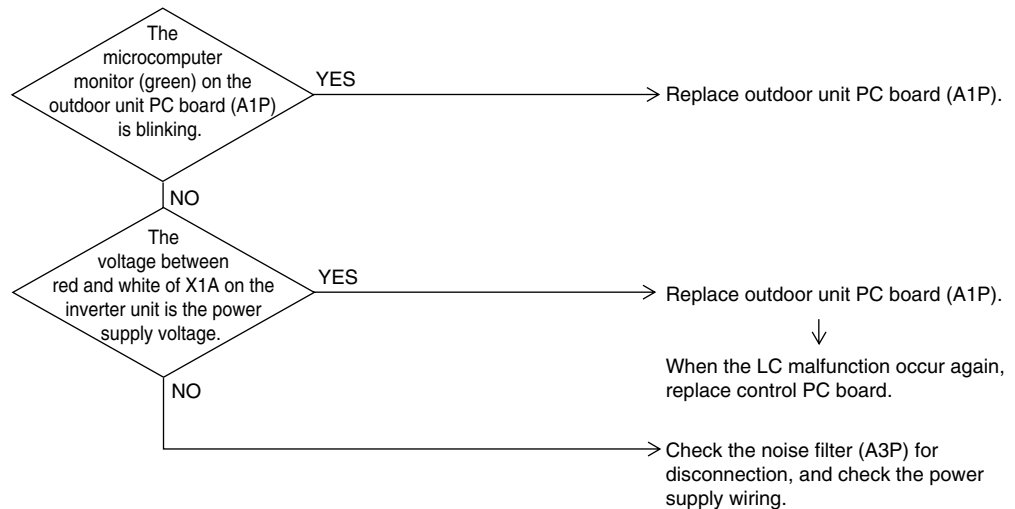 The
microcomputer
monitor (green) on the
outdoor unit PC board (A1P)
is blinking.
YES
Replace outdoor unit PC board (A1P).
NO
The
voltage between
red and white of X1A on the
inverter unit is the power
supply voltage.
YES
Replace outdoor unit PC board (A1P).
When the LC malfunction occur again,
replace control PC board.
NO
Check the noise filter (A3P) for
disconnection, and check the power
supply wiring.